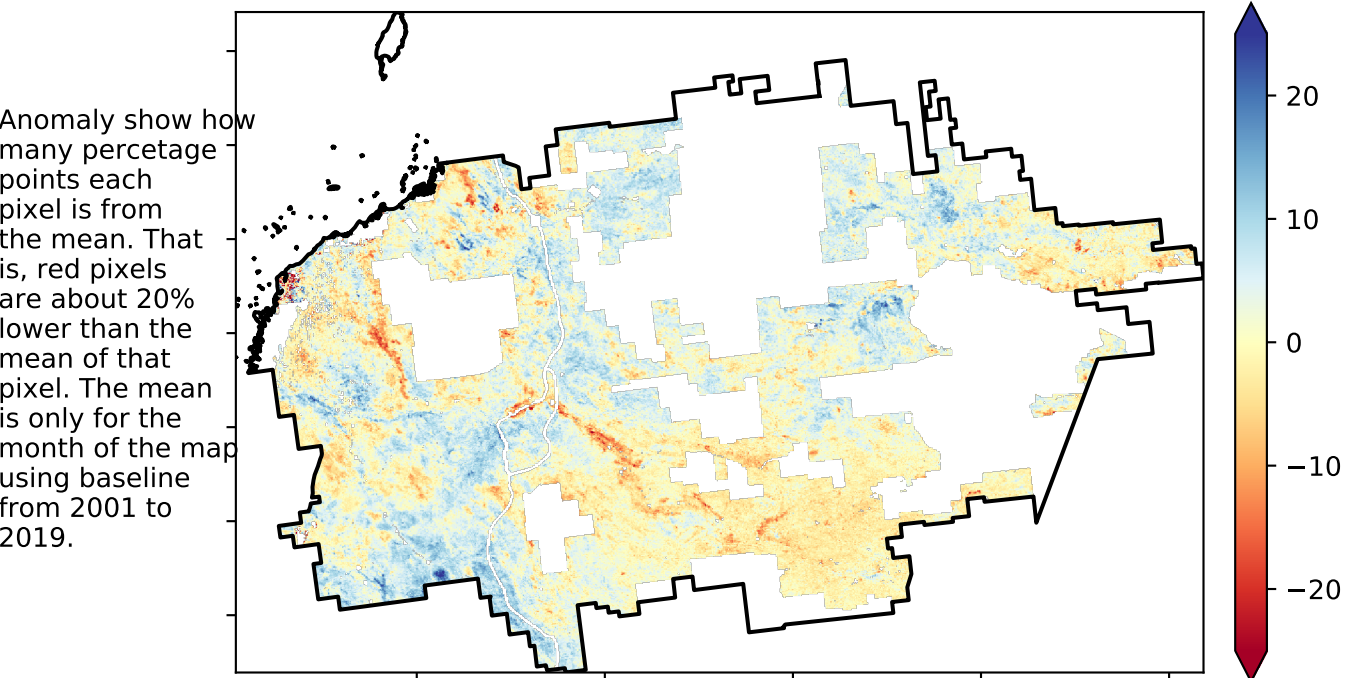 Anomaly show how
many percetage
points each
pixel is from
the mean. That
is, red pixels
are about 20%
lower than the
mean of that
pixel. The mean
is only for the
month of the map
using baseline
from 2001 to
2019.
20
10
0
−10
−20